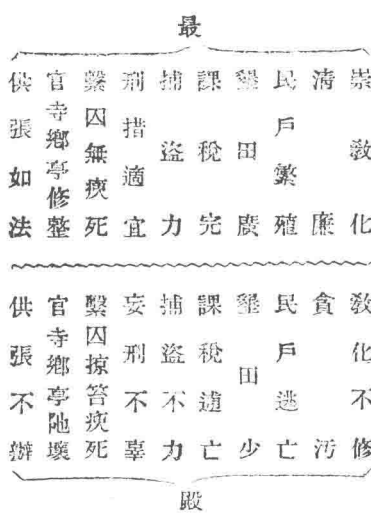 最
崇教化
清廉
民戶繁殖
墾田廣
課稅完
捕盜力
刑措適宜
繫囚無瘐死
官寺鄉亭修整
供張如法
教化不修
貪汚
民戶逃亡
墾田少
課稅逋亡
捕盜不力
妄刑不辜
繫囚掠笞瘐死
官寺鄉亭阤壞
供張不辦
殿